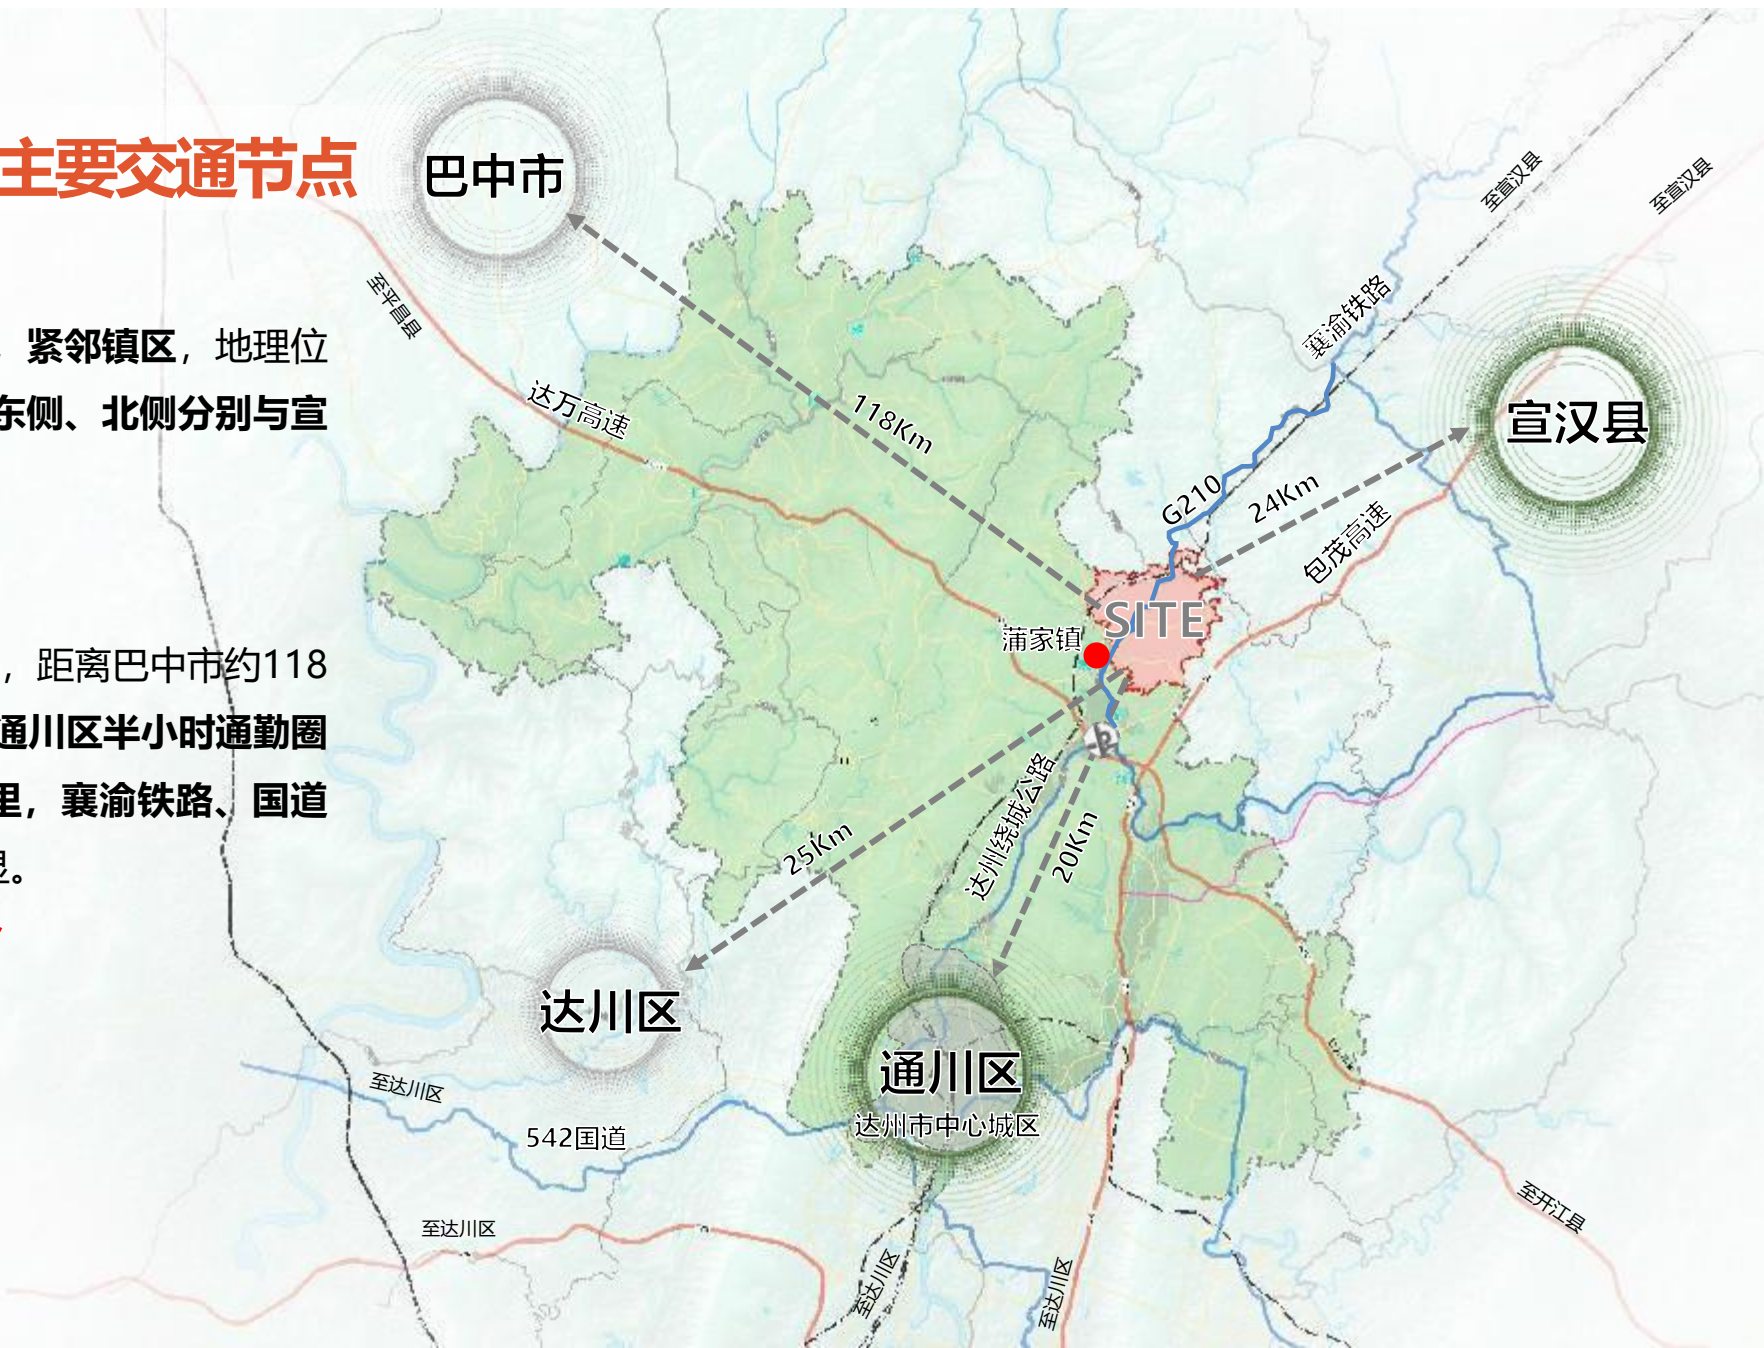 主要交通节点
紧邻镇区，地理位
东侧、北侧分别与宣
，距离巴中市约118
通川区半小时通勤圈
里，襄渝铁路、国道
显。
巴中市
至宣汉县
至宣汉县
至平昌县
襄渝铁路
达万高速
118Km
宣汉县
G210
24Km
包茂高速
SITE
蒲家镇
达州绕城公路
25Km
20Km
达川区
通川区
达州市中心城区
至达川区
542国道
至达川区
至达川区
至达川区
至开江县